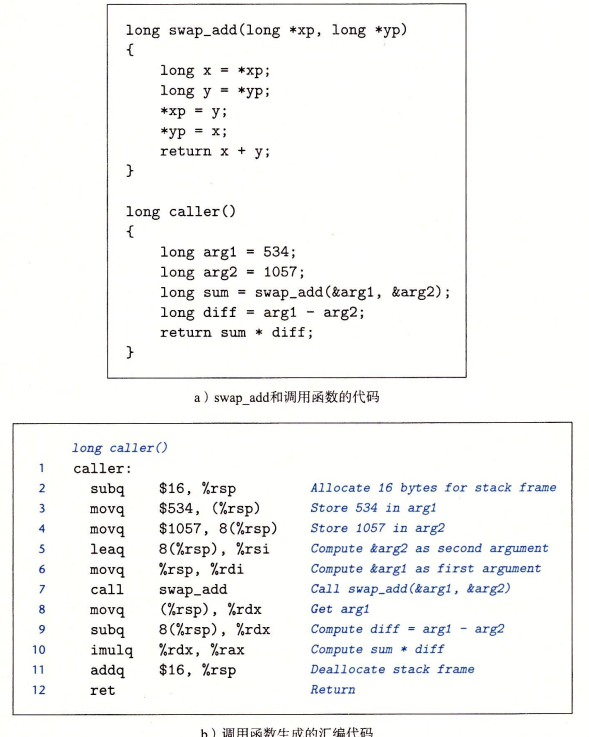 long swap_add(long *xp, long *yp)
{
    long x = *xp;
    long y = *yp;
    *xp = y;
    *yp = x;
    return x + y;
}
long caller()
{
    long arg1 = 534;
    long arg2 = 1057;
    long sum = swap_add(&arg1, &arg2);
    long diff = arg1 - arg2;
    return sum * diff;
}
a）swap_add和调用函数的代码
long caller()
1 caller:
2 subq $16, %rsp Allocate 16 bytes for stack frame
3 movq $534, (%rsp) Store 534 in arg1
4 movq $1057, 8(%rsp) Store 1057 in arg2
5 leaq 8(%rsp), %rsi Compute &arg2 as second argument
6 movq %rsp, %rdi Compute &arg1 as first argument
7 call swap_add Call swap_add(&arg1, &arg2)
8 movq (%rsp), %rdx Get arg1
9 subq 8(%rsp), %rdx Compute diff = arg1 - arg2
10 imulq %rdx, %rax Compute sum * diff
11 addq $16, %rsp Deallocate stack frame
12 ret Return
b）调用函数生成的汇编代码